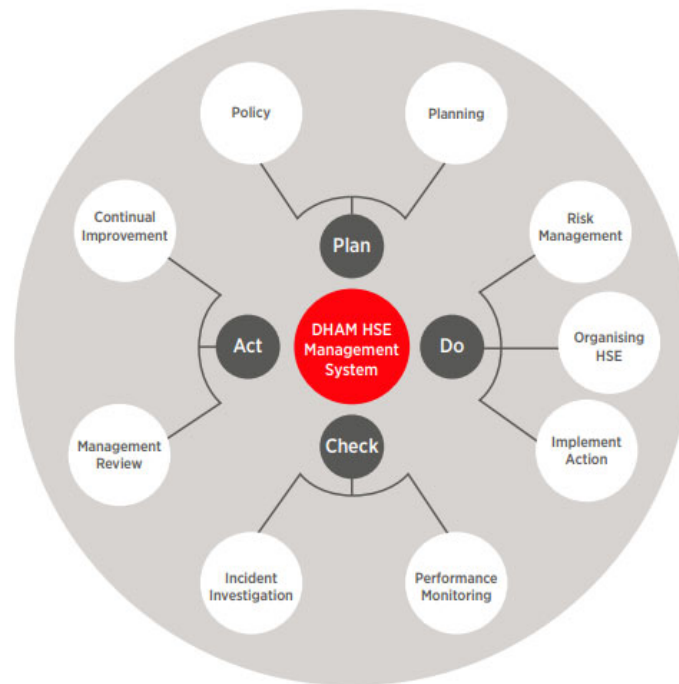 Policy
Planning
Continual
Improvement
Risk
Management
Plan
Act
DHAM HSE
Management
System
Do
Organising
HSE
Check
Management
Review
Implement
Action
Incident
Investigation
Performance
Monitoring